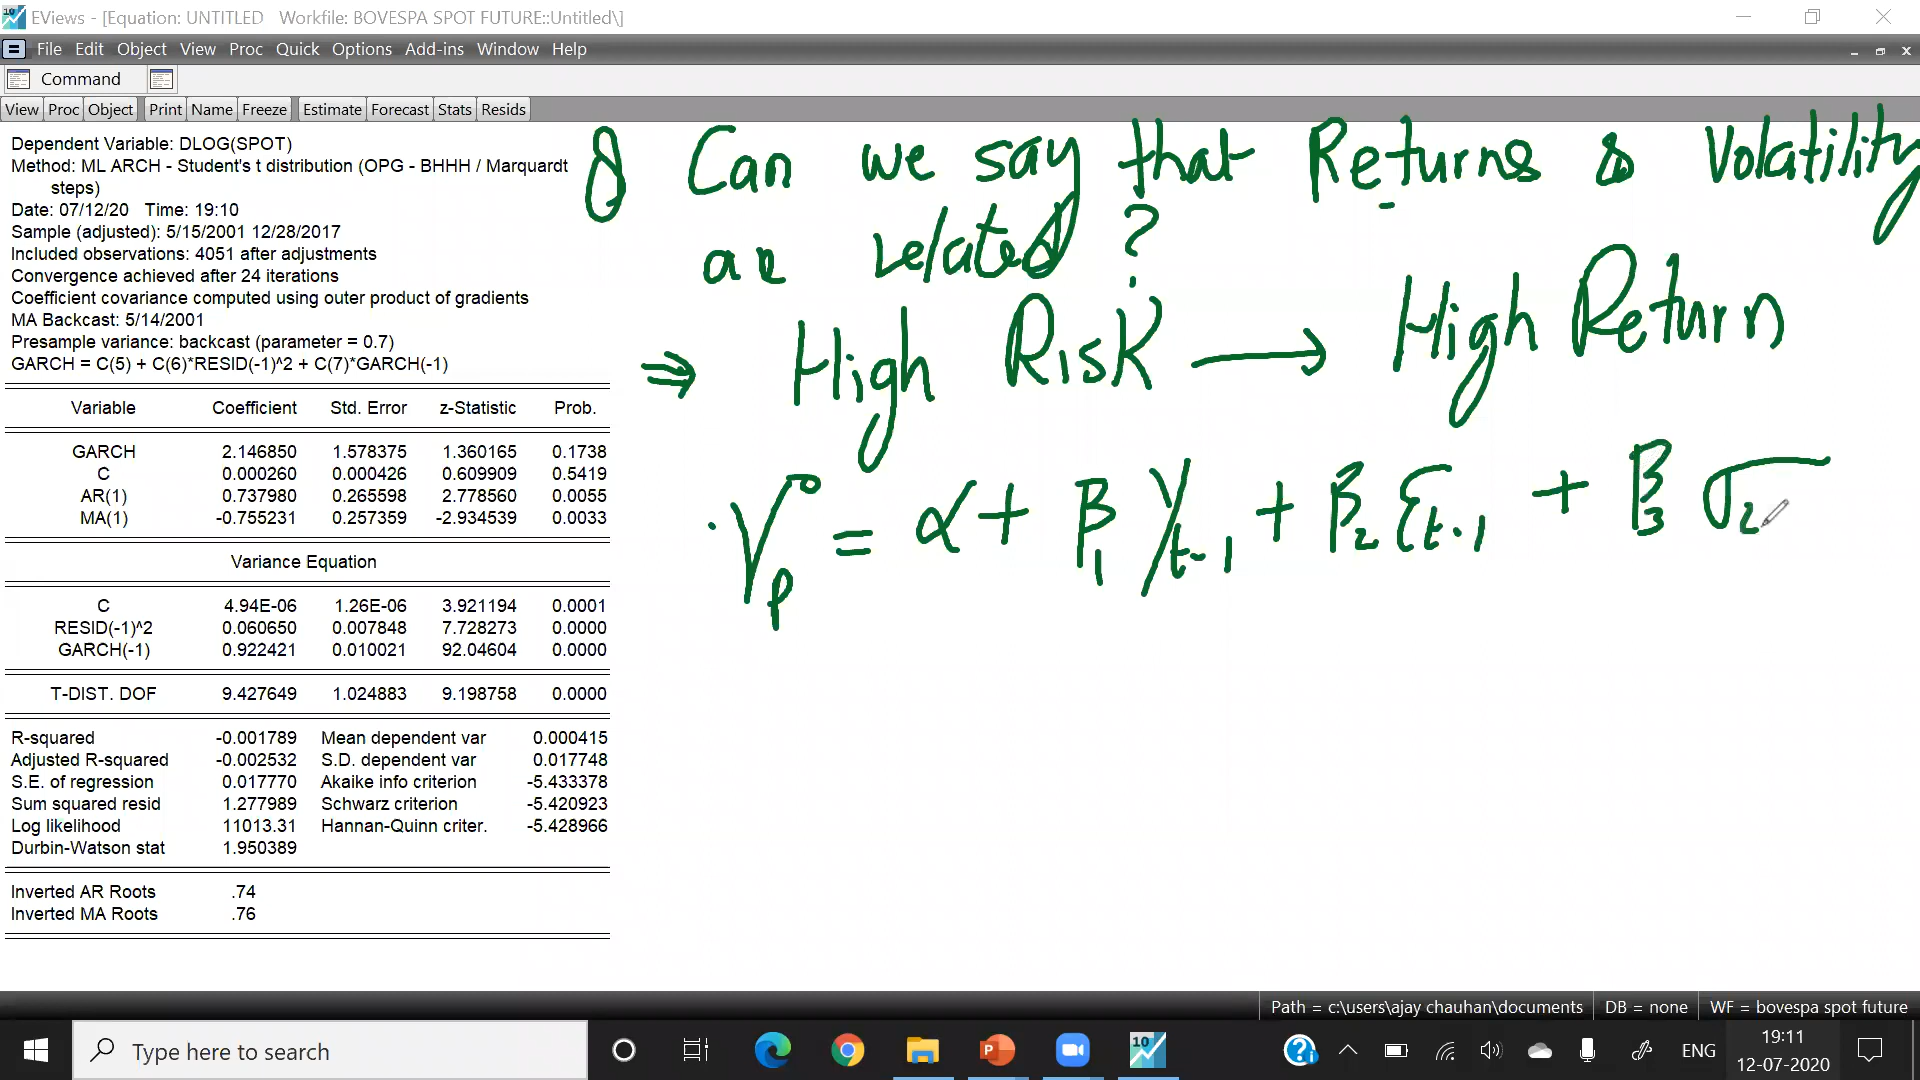 EViews - [Equation: UNTITLED   Workfile: BOVESPA SPOT FUTURE::Untitled\]
File Edit Object View Proc Quick Options Add-ins Window Help
Command
View Proc Object Print Name Freeze Estimate Forecast Stats Resids
Dependent Variable: DLOG(SPOT)
Method: ML ARCH - Student's t distribution (OPG - BHHH / Marquardt
steps)
Date: 07/12/20   Time: 19:10
Sample (adjusted): 5/15/2001 12/28/2017
Included observations: 4051 after adjustments
Convergence achieved after 24 iterations
Coefficient covariance computed using outer product of gradients
MA Backcast: 5/14/2001
Presample variance: backcast (parameter = 0.7)
GARCH = C(5) + C(6)*RESID(-1)^2 + C(7)*GARCH(-1)
Variable Coefficient Std. Error z-Statistic Prob.
GARCH 2.146850 1.578375 1.360165 0.1738
C 0.000260 0.000426 0.609909 0.5419
AR(1) 0.737980 0.265598 2.778560 0.0055
MA(1) -0.755231 0.257359 -2.934539 0.0033
Variance Equation
C 4.94E-06 1.26E-06 3.921194 0.0001
RESID(-1)^2 0.060650 0.007848 7.728273 0.0000
GARCH(-1) 0.922421 0.010021 92.04604 0.0000
T-DIST. DOF 9.427649 1.024883 9.198758 0.0000
R-squared -0.001789 Mean dependent var 0.000415
Adjusted R-squared -0.002532 S.D. dependent var 0.017748
S.E. of regression 0.017770 Akaike info criterion -5.433378
Sum squared resid 1.277989 Schwarz criterion -5.420923
Log likelihood 11013.31 Hannan-Quinn criter. -5.428966
Durbin-Watson stat 1.950389
Inverted AR Roots .74
Inverted MA Roots .76
Can we say that Returns & Volatility
are related ?
⇒ High Risk → High Return
= α + β1 Yt-1 + β2 εt-1 + β3 σ2
Path = c:\users\ajay chauhan\documents DB = none WF = bovespa spot future
Type here to search
ENG
19:11
12-07-2020